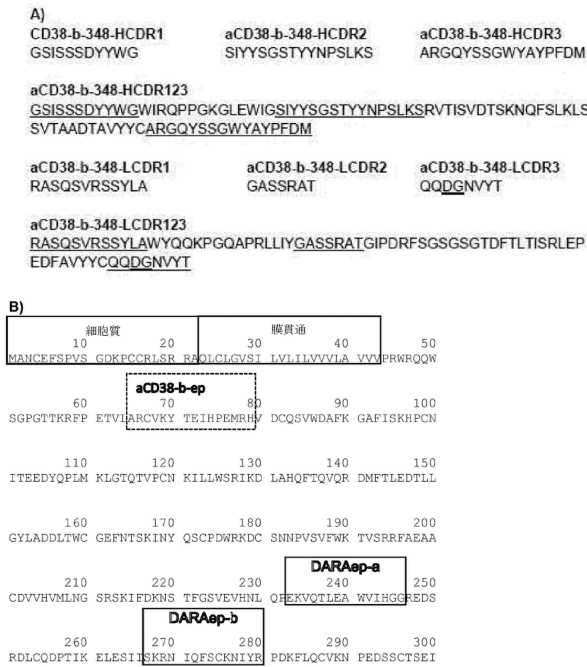 A)
CD38-b-348-HCDR1 aCD38-b-348-HCDR2 aCD38-b-348-HCDR3
GSISSSDYYWG SIYYSGSTYYNPSLKS ARGQYSSGWYAYPFDM
aCD38-b-348-HCDR123
GSISSSDYYWGWIRQPPGKGLEWIGSIYYSGSTYYNPSLKSRVTISVDTSKNQFSLKLS
SVTAADTAVYYCARGQYSSGWYAYPFDM
aCD38-b-348-LCDR1 aCD38-b-348-LCDR2 aCD38-b-348-LCDR3
RASQSVRSSYLA GASSRAT QQDGNVYT
aCD38-b-348-LCDR123
RASQSVRSSYLAWYQQKPGQAPRLLIYGASSRATGIPDRFSGSGSGTDFTLTISRLEP
EDFAVYYCQQDGNVYT
B)
細胞質 膜貫通
10 20 30 40 50
MANCEFSPVS GDKPCCRLSR RAQLCLGVSI LVLILVVVLA VVVPRWRQQW
aCD38-b-ep
60 70 80 90 100
SGPGTTKRFP ETVLARCVKY TEIHPEMRHV DCQSVWDAFK GAFISKHPCN
110 120 130 140 150
ITEEDYQPLM KLGTQTVPCN KILLWSRIKD LAHQFTQVQR DMFTLEDTLL
160 170 180 190 200
GYLADDLTWC GEFNTSKINY QSCPDWRKDC SNNPVSVFWK TVSRRFAEAA
DARAep-a
210 220 230 240 250
CDVVHVMLNG SRSKIFDKNS TFGSVEVHNL QPEKVQTLEA WVIHGGREDS
DARAep-b
260 270 280 290 300
RDLCQDPTIK ELESIISKRN IQFSCKNIYR PDKFLQCVKN PEDSSCTSEI